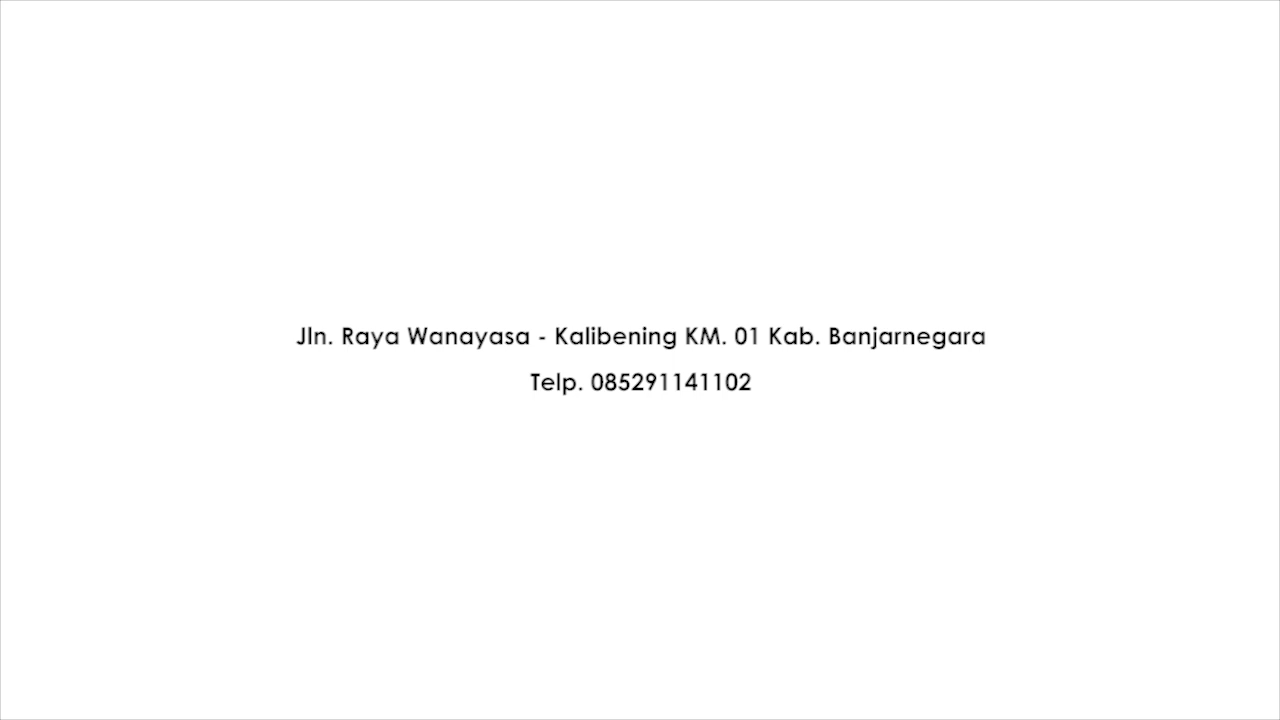 Jln. Raya Wanayasa - Kalibening KM. 01 Kab. Banjarnegara
Telp. 085291141102